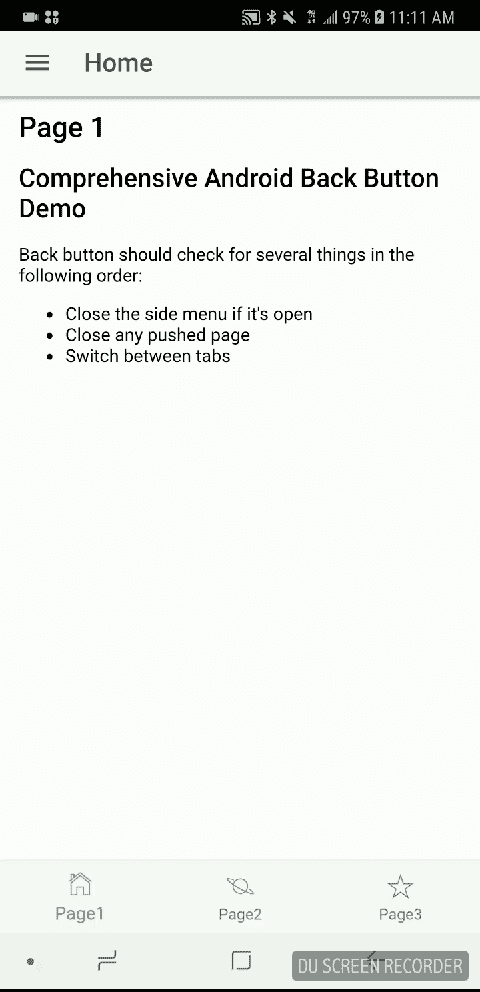 97% 11:11 AM
Home
Page 1
Comprehensive Android Back Button
Demo
Back button should check for several things in the
following order:
• Close the side menu if it's open
• Close any pushed page
• Switch between tabs
Page1 Page2 Page3
DU SCREEN RECORDER